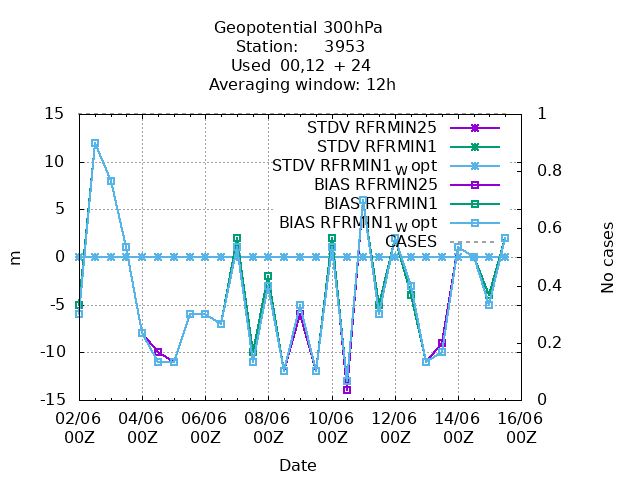 Geopotential 300hPa
Station: 3953
Used 00,12 + 24
Averaging window: 12h
STDV RFRMIN25
STDV RFRMIN1
STDV RFRMIN1_w opt
BIAS RFRMIN25
BIAS RFRMIN1
BIAS RFRMIN1_w opt
CASES
15
10
5
0
-5
-10
-15
m
1
0.8
0.6
0.4
0.2
0
No cases
02/06 04/06 06/06 08/06 10/06 12/06 14/06 16/06
00Z 00Z 00Z 00Z 00Z 00Z 00Z 00Z
Date